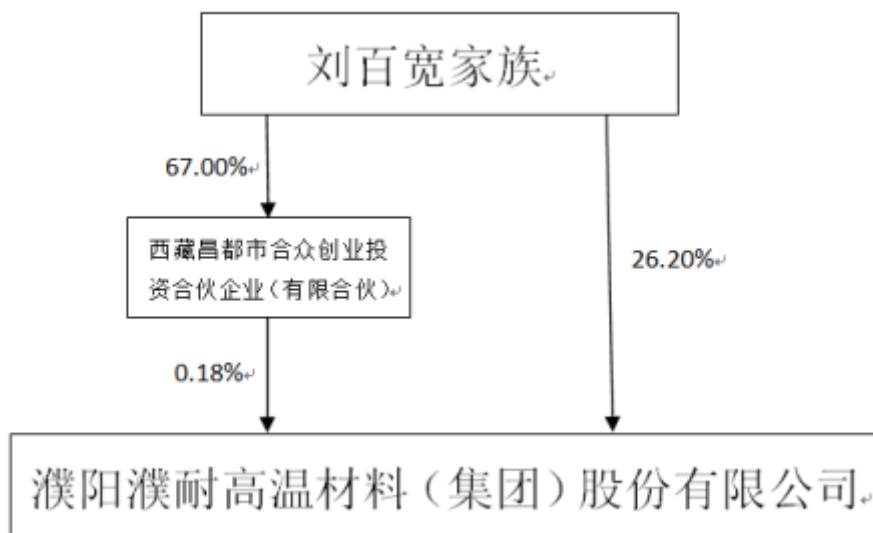 刘百宽家族
67.00%
西藏昌都市合众创业投
资合伙企业（有限合伙）
26.20%
0.18%
濮阳濮耐高温材料（集团）股份有限公司